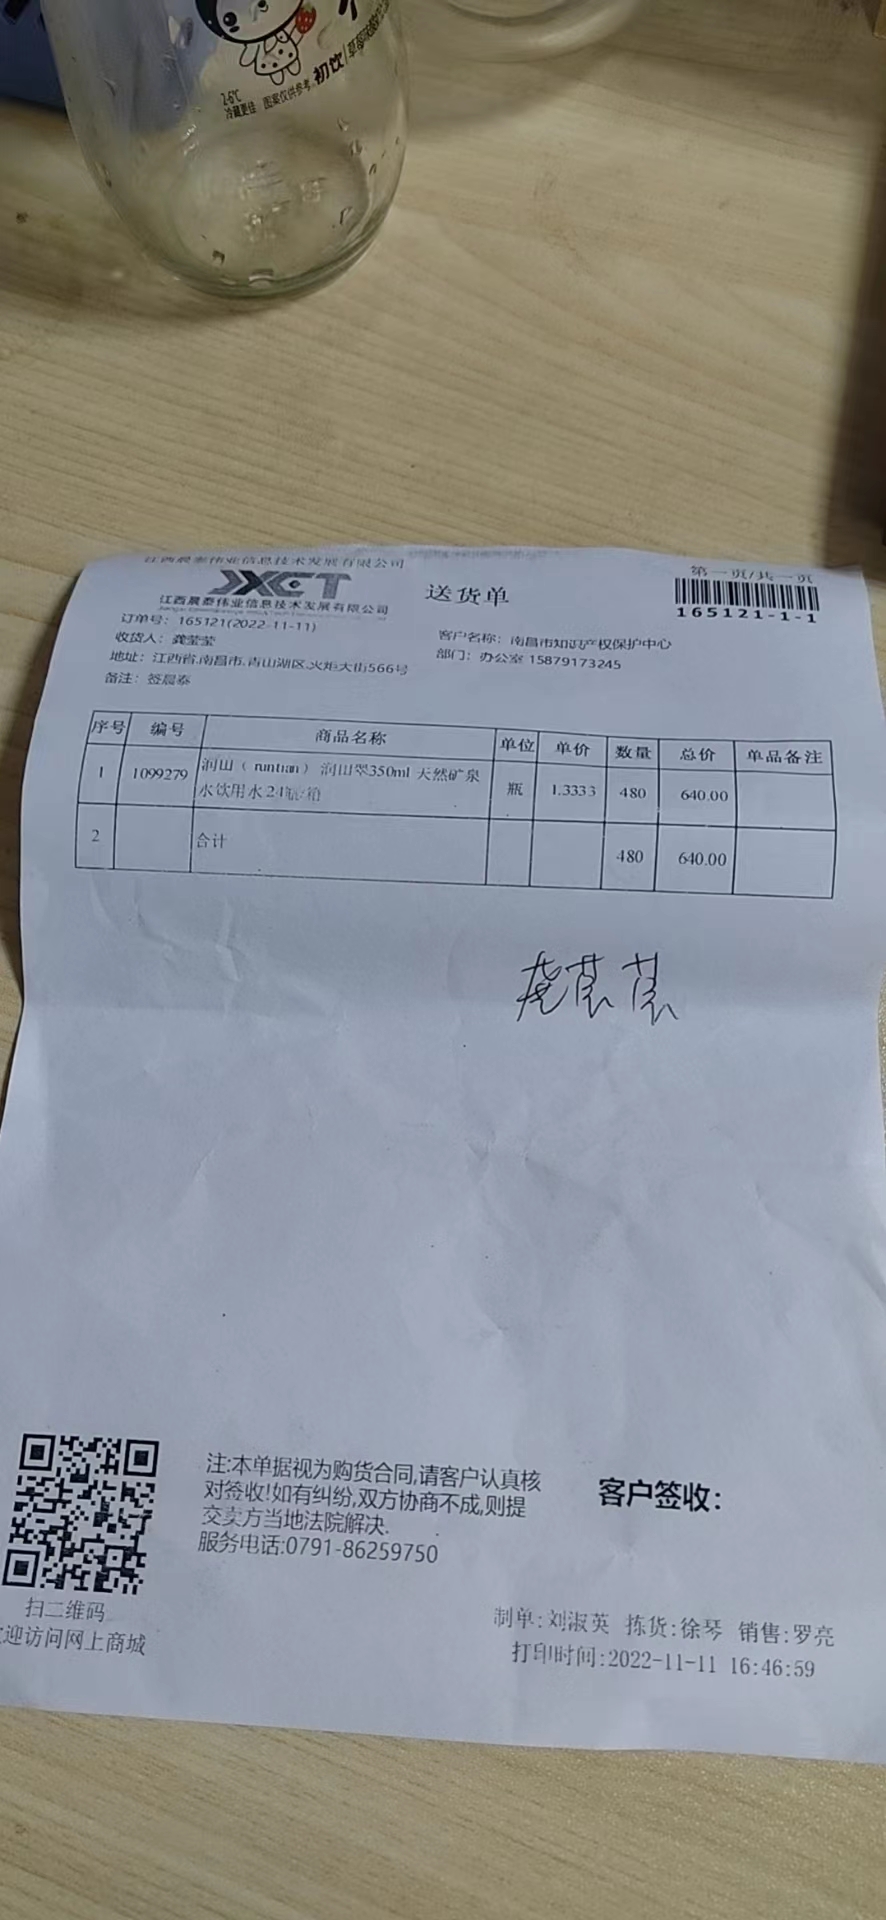 2-6℃
冷藏更佳 图案仅供参考
初饮
江西晨泰伟业信息技术发展有限公司
第一页/共一页
JXCT
江西晨泰伟业信息技术发展有限公司
送货单
165121-1-1
订单号：165121(2022-11-11)
收货人：龚莹莹
客户名称：南昌市知识产权保护中心
地址：江西省.南昌市.青山湖区.火炬大街566号
部门：办公室 15879173245
备注：签晨泰
序号 编号 商品名称 单位 单价 数量 总价 单品备注
1 1099279 润田（runtian）润田翠350ml 天然矿泉 瓶 1.3333 480 640.00
水饮用水 24瓶/箱
2 合计 480 640.00
注:本单据视为购货合同,请客户认真核
对签收!如有纠纷,双方协商不成,则提
交卖方当地法院解决.
服务电话:0791-86259750
客户签收：
扫二维码
迎访问网上商城
制单:刘淑英 拣货:徐琴 销售:罗亮
打印时间:2022-11-11 16:46:59